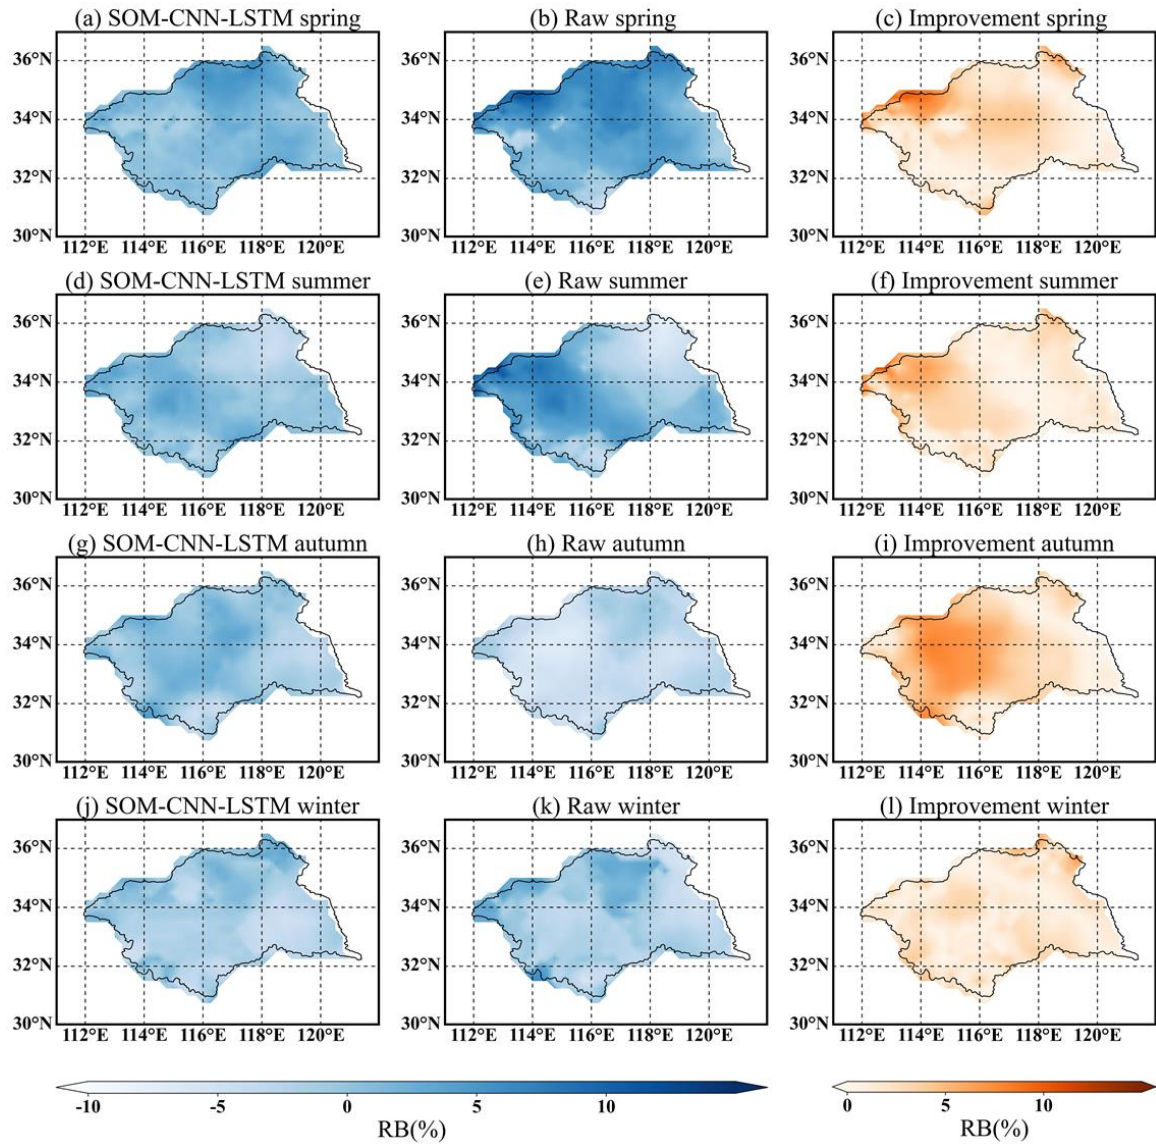 (a) SOM-CNN-LSTM spring (b) Raw spring (c) Improvement spring
36°N 36°N 36°N
34°N 34°N 34°N
32°N 32°N 32°N
30°N 30°N 30°N
112°E 114°E 116°E 118°E 120°E 112°E 114°E 116°E 118°E 120°E 112°E 114°E 116°E 118°E 120°E
(d) SOM-CNN-LSTM summer (e) Raw summer (f) Improvement summer
36°N 36°N 36°N
34°N 34°N 34°N
32°N 32°N 32°N
30°N 30°N 30°N
112°E 114°E 116°E 118°E 120°E 112°E 114°E 116°E 118°E 120°E 112°E 114°E 116°E 118°E 120°E
(g) SOM-CNN-LSTM autumn (h) Raw autumn (i) Improvement autumn
36°N 36°N 36°N
34°N 34°N 34°N
32°N 32°N 32°N
30°N 30°N 30°N
112°E 114°E 116°E 118°E 120°E 112°E 114°E 116°E 118°E 120°E 112°E 114°E 116°E 118°E 120°E
(j) SOM-CNN-LSTM winter (k) Raw winter (l) Improvement winter
36°N 36°N 36°N
34°N 34°N 34°N
32°N 32°N 32°N
30°N 30°N 30°N
112°E 114°E 116°E 118°E 120°E 112°E 114°E 116°E 118°E 120°E 112°E 114°E 116°E 118°E 120°E
-10 -5 0 5 10 0 10
RB(%) RB(%)